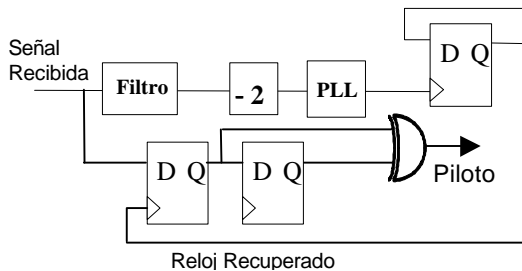 Señal
Recibida
Filtro
- 2
PLL
D Q
D Q
D Q
Piloto
Reloj Recuperado